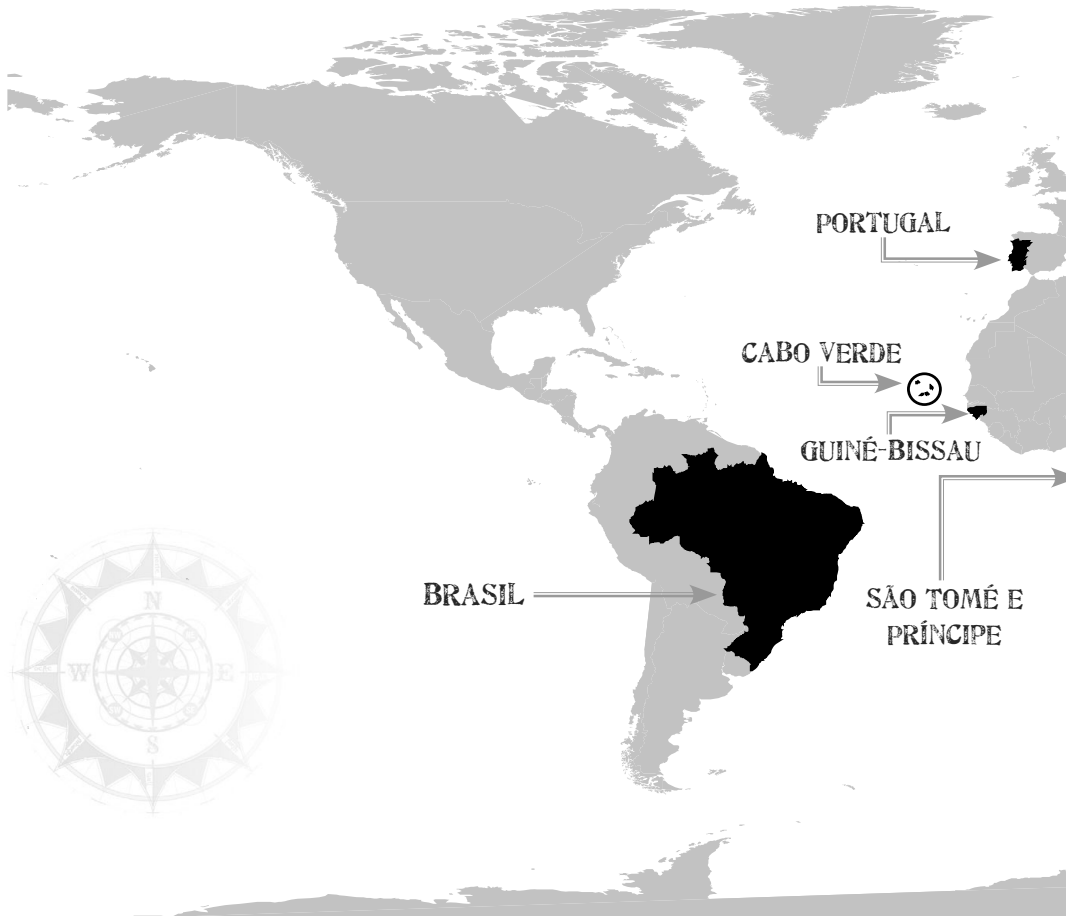 PORTUGAL
CABO VERDE
GUINÉ-BISSAU
BRASIL
SÃO TOMÉ E
PRÍNCIPE
N
W
E
S